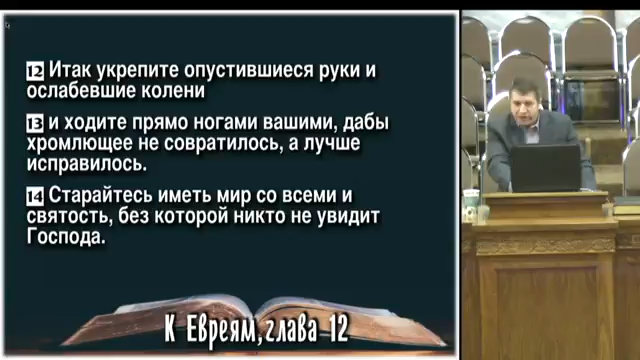 12 Итак укрепите опустившиеся руки и
ослабевшие колени
13 и ходите прямо ногами вашими, дабы
хромлющее не совратилось, а лучше
исправилось.
14 Старайтесь иметь мир со всеми и
святость, без которой никто не увидит
Господа.
К Евреям, глава 12